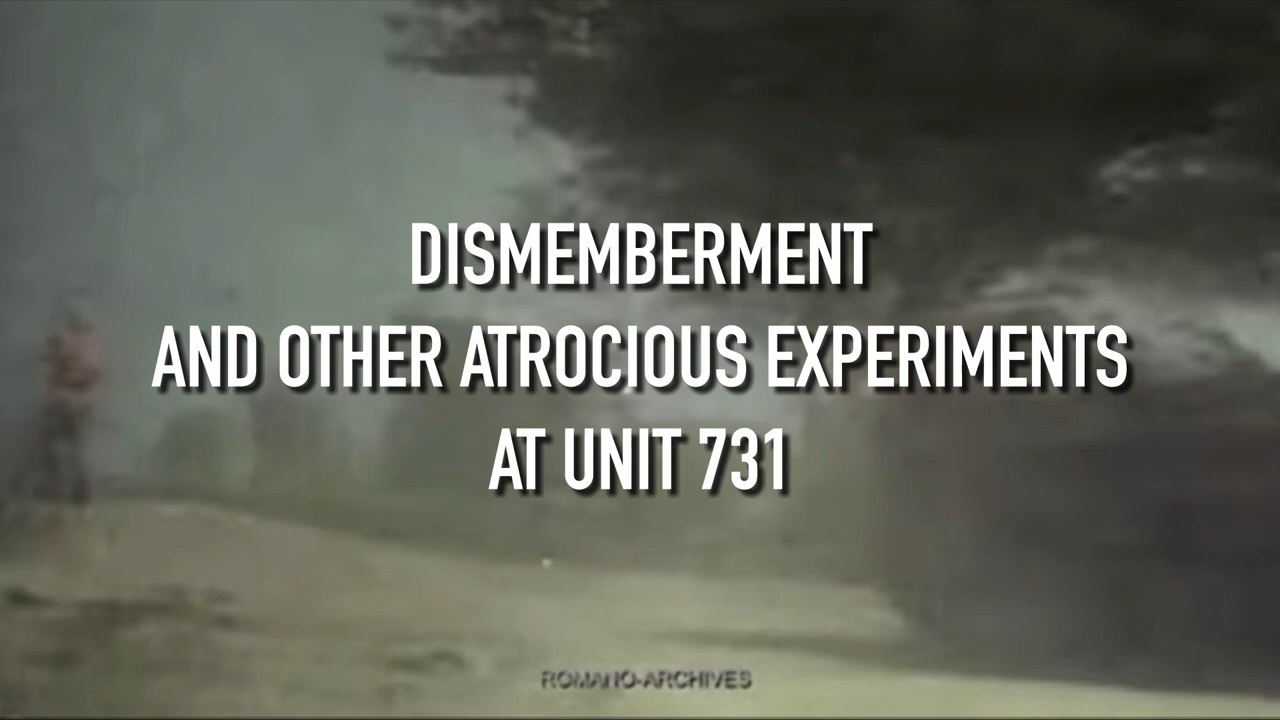 DISMEMBERMENT
AND OTHER ATROCIOUS EXPERIMENTS
AT UNIT 731
ROMANO-ARCHIVES